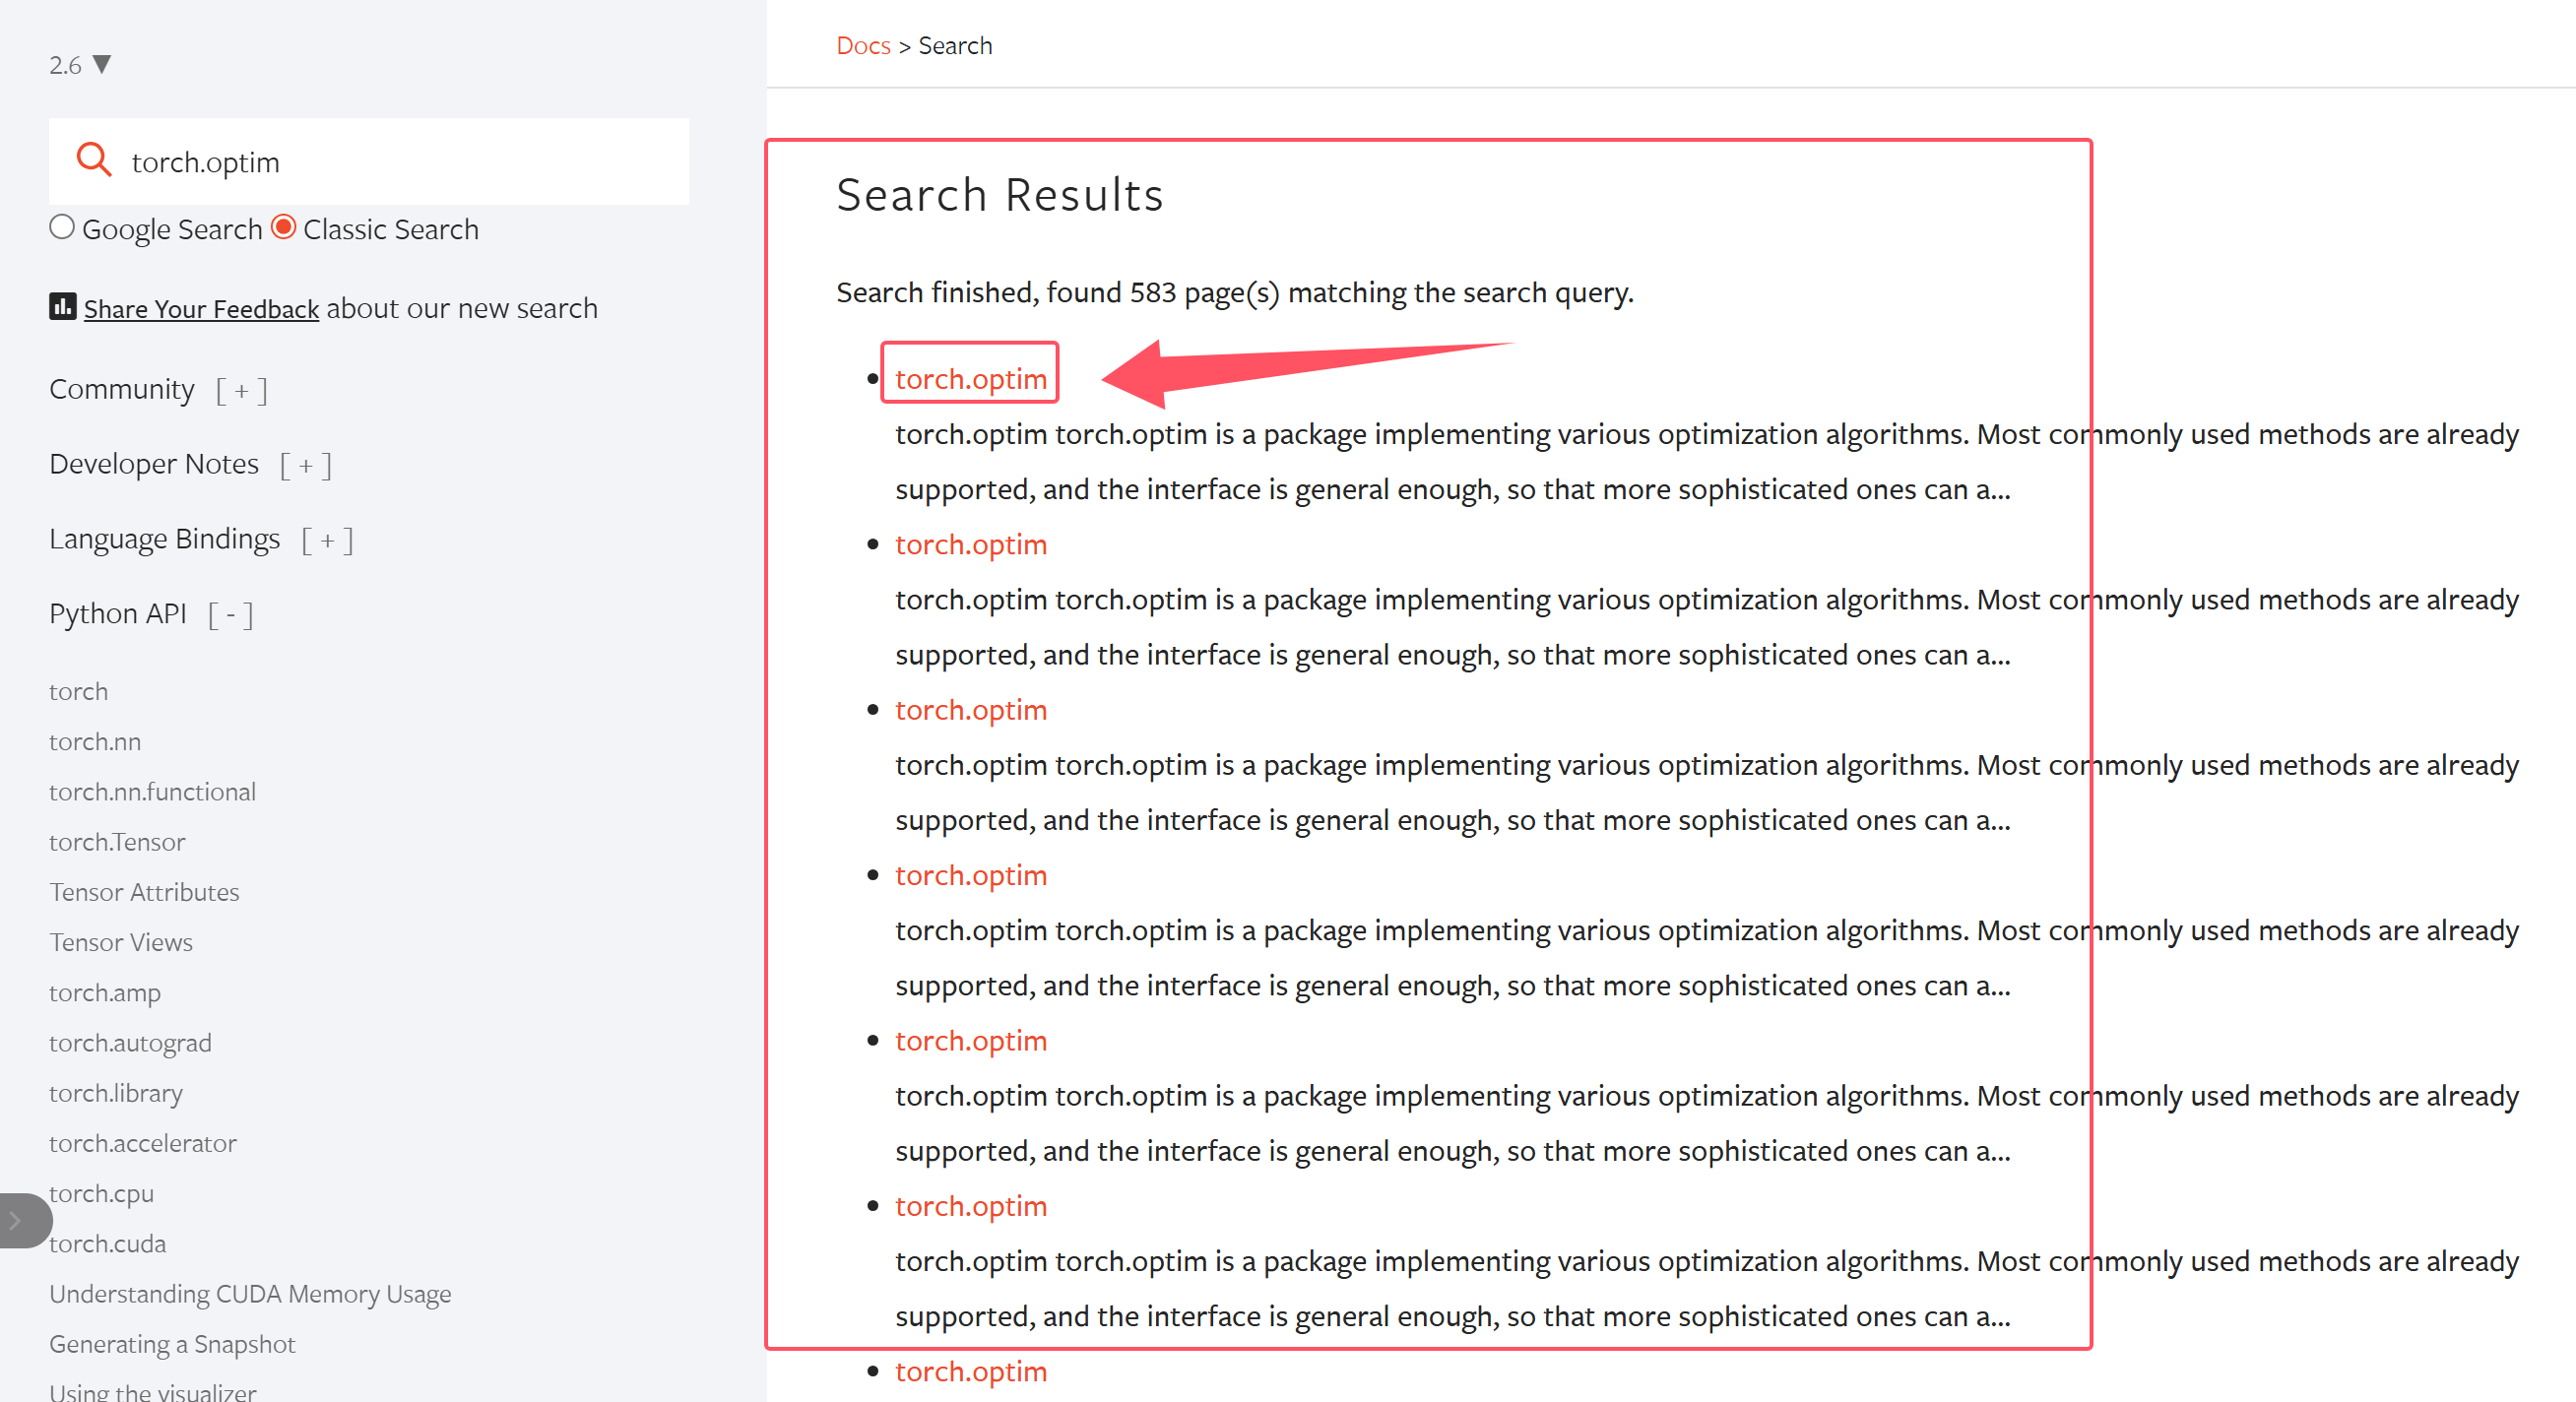 2.6 ▼
torch.optim
Google Search Classic Search
Share Your Feedback about our new search
Community [ + ]
Developer Notes [ + ]
Language Bindings [ + ]
Python API [ - ]
torch
torch.nn
torch.nn.functional
torch.Tensor
Tensor Attributes
Tensor Views
torch.amp
torch.autograd
torch.library
torch.accelerator
torch.cpu
torch.cuda
Understanding CUDA Memory Usage
Generating a Snapshot
Using the visualizer
Docs > Search
Search Results
Search finished, found 583 page(s) matching the search query.
torch.optim
torch.optim torch.optim is a package implementing various optimization algorithms. Most commonly used methods are already
supported, and the interface is general enough, so that more sophisticated ones can a...
torch.optim
torch.optim torch.optim is a package implementing various optimization algorithms. Most commonly used methods are already
supported, and the interface is general enough, so that more sophisticated ones can a...
torch.optim
torch.optim torch.optim is a package implementing various optimization algorithms. Most commonly used methods are already
supported, and the interface is general enough, so that more sophisticated ones can a...
torch.optim
torch.optim torch.optim is a package implementing various optimization algorithms. Most commonly used methods are already
supported, and the interface is general enough, so that more sophisticated ones can a...
torch.optim
torch.optim torch.optim is a package implementing various optimization algorithms. Most commonly used methods are already
supported, and the interface is general enough, so that more sophisticated ones can a...
torch.optim
torch.optim torch.optim is a package implementing various optimization algorithms. Most commonly used methods are already
supported, and the interface is general enough, so that more sophisticated ones can a...
torch.optim